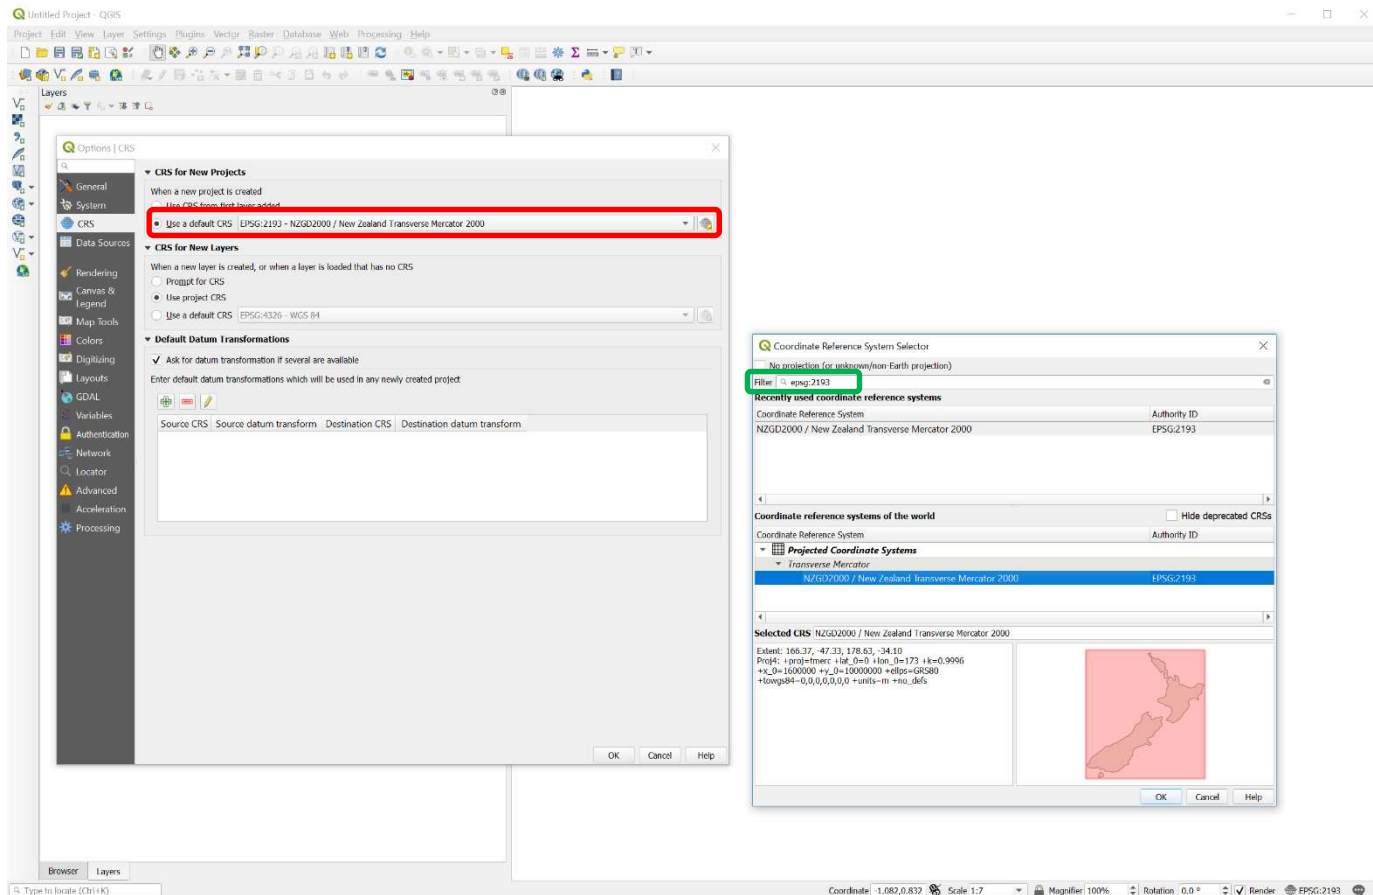 Untitled Project - QGIS
Project Edit View Layer Settings Plugins Vector Raster Database Web Processing Help
Layers
Options | CRS
General
System
CRS
Data Sources
Rendering
Canvas &
Legend
Map Tools
Colors
Digitizing
Layouts
GDAL
Variables
Authentication
Network
Locator
Advanced
Acceleration
Processing
CRS for New Projects
When a new project is created
Use CRS from first layer added
Use a default CRS EPSG:2193 - NZGD2000 / New Zealand Transverse Mercator 2000
CRS for New Layers
When a new layer is created, or when a layer is loaded that has no CRS
Prompt for CRS
Use project CRS
Use a default CRS EPSG:4326 - WGS 84
Default Datum Transformations
Ask for datum transformation if several are available
Enter default datum transformations which will be used in any newly created project
Source CRS Source datum transform Destination CRS Destination datum transform
OK Cancel Help
Coordinate Reference System Selector
No projection (or unknown/non-Earth projection)
Filter epsg:2193
Recently used coordinate reference systems
Coordinate Reference System Authority ID
NZGD2000 / New Zealand Transverse Mercator 2000 EPSG:2193
Coordinate reference systems of the world Hide deprecated CRSs
Coordinate Reference System Authority ID
Projected Coordinate Systems
Transverse Mercator
NZGD2000 / New Zealand Transverse Mercator 2000 EPSG:2193
Selected CRS NZGD2000 / New Zealand Transverse Mercator 2000
Extent: 166.37, -47.33, 178.63, -34.10
Proj4: +proj=tmerc +lat_0=0 +lon_0=173 +k=0.9996
+x_0=1600000 +y_0=10000000 +ellps=GRS80
+towgs84=0,0,0,0,0,0,0 +units=m +no_defs
OK Cancel Help
Browser Layers
Type to locate (Ctrl+K) Coordinate -1.082,0.832 Scale 1:7 Magnifier 100% Rotation 0.0 ° Render EPSG:2193